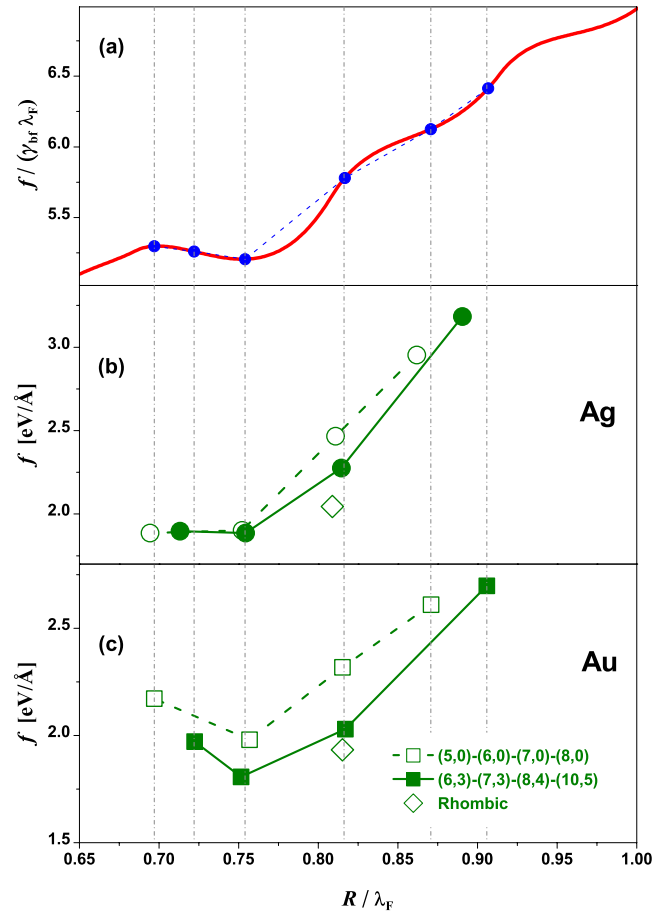 (a)
f / (γbf λF)
6.5
6.0
5.5
(b)
Ag
f [eV/Å]
3.0
2.5
2.0
(c)
Au
f [eV/Å]
2.5
2.0
1.5
(5,0)-(6,0)-(7,0)-(8,0)
(6,3)-(7,3)-(8,4)-(10,5)
Rhombic
0.65 0.70 0.75 0.80 0.85 0.90 0.95 1.00
R / λF